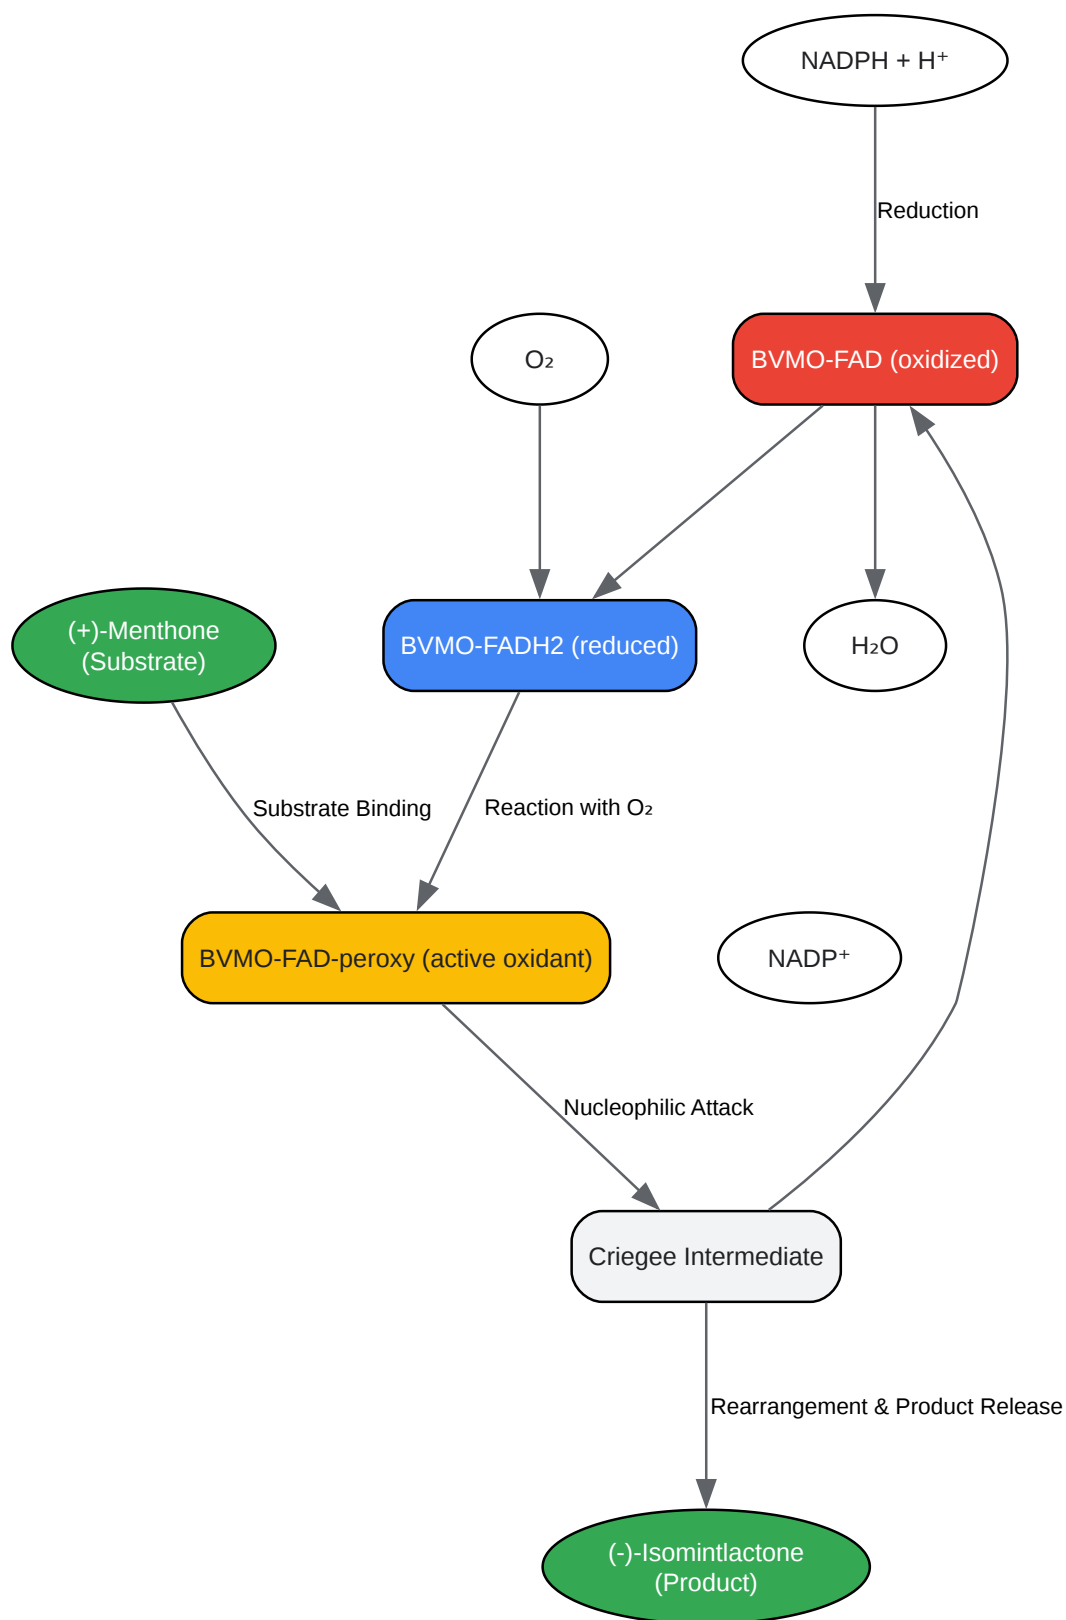 NADPH + H⁺
Reduction
O₂
BVMO-FAD (oxidized)
(+)-Menthone
(Substrate)
BVMO-FADH2 (reduced)
H₂O
Substrate Binding
Reaction with O₂
BVMO-FAD-peroxy (active oxidant)
NADP⁺
Nucleophilic Attack
Criegee Intermediate
Rearrangement & Product Release
(-)-Isomintlactone
(Product)